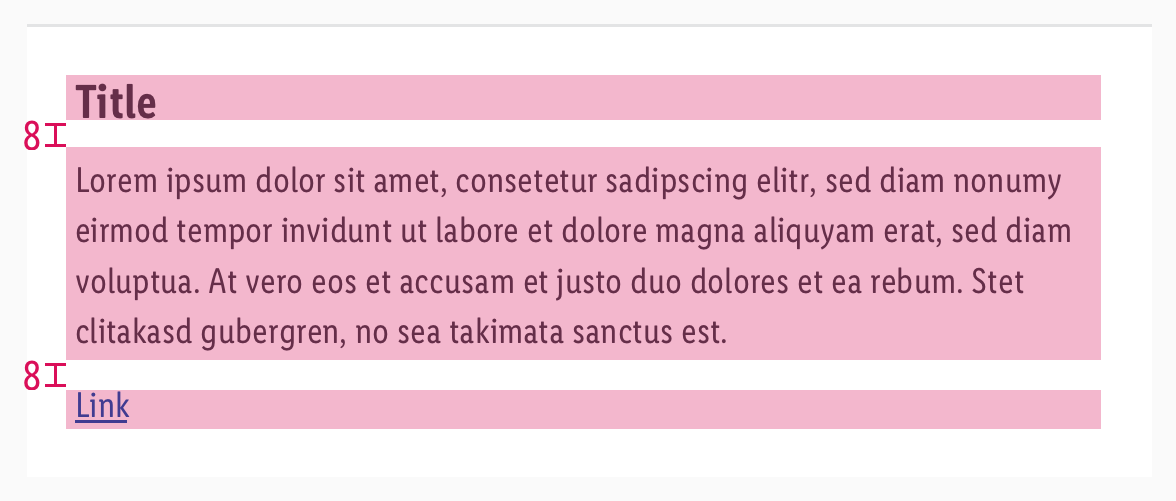 Title
8
Lorem ipsum dolor sit amet, consetetur sadipscing elitr, sed diam nonumy
eirmod tempor invidunt ut labore et dolore magna aliquyam erat, sed diam
voluptua. At vero eos et accusam et justo duo dolores et ea rebum. Stet
clitakasd gubergren, no sea takimata sanctus est.
8
Link